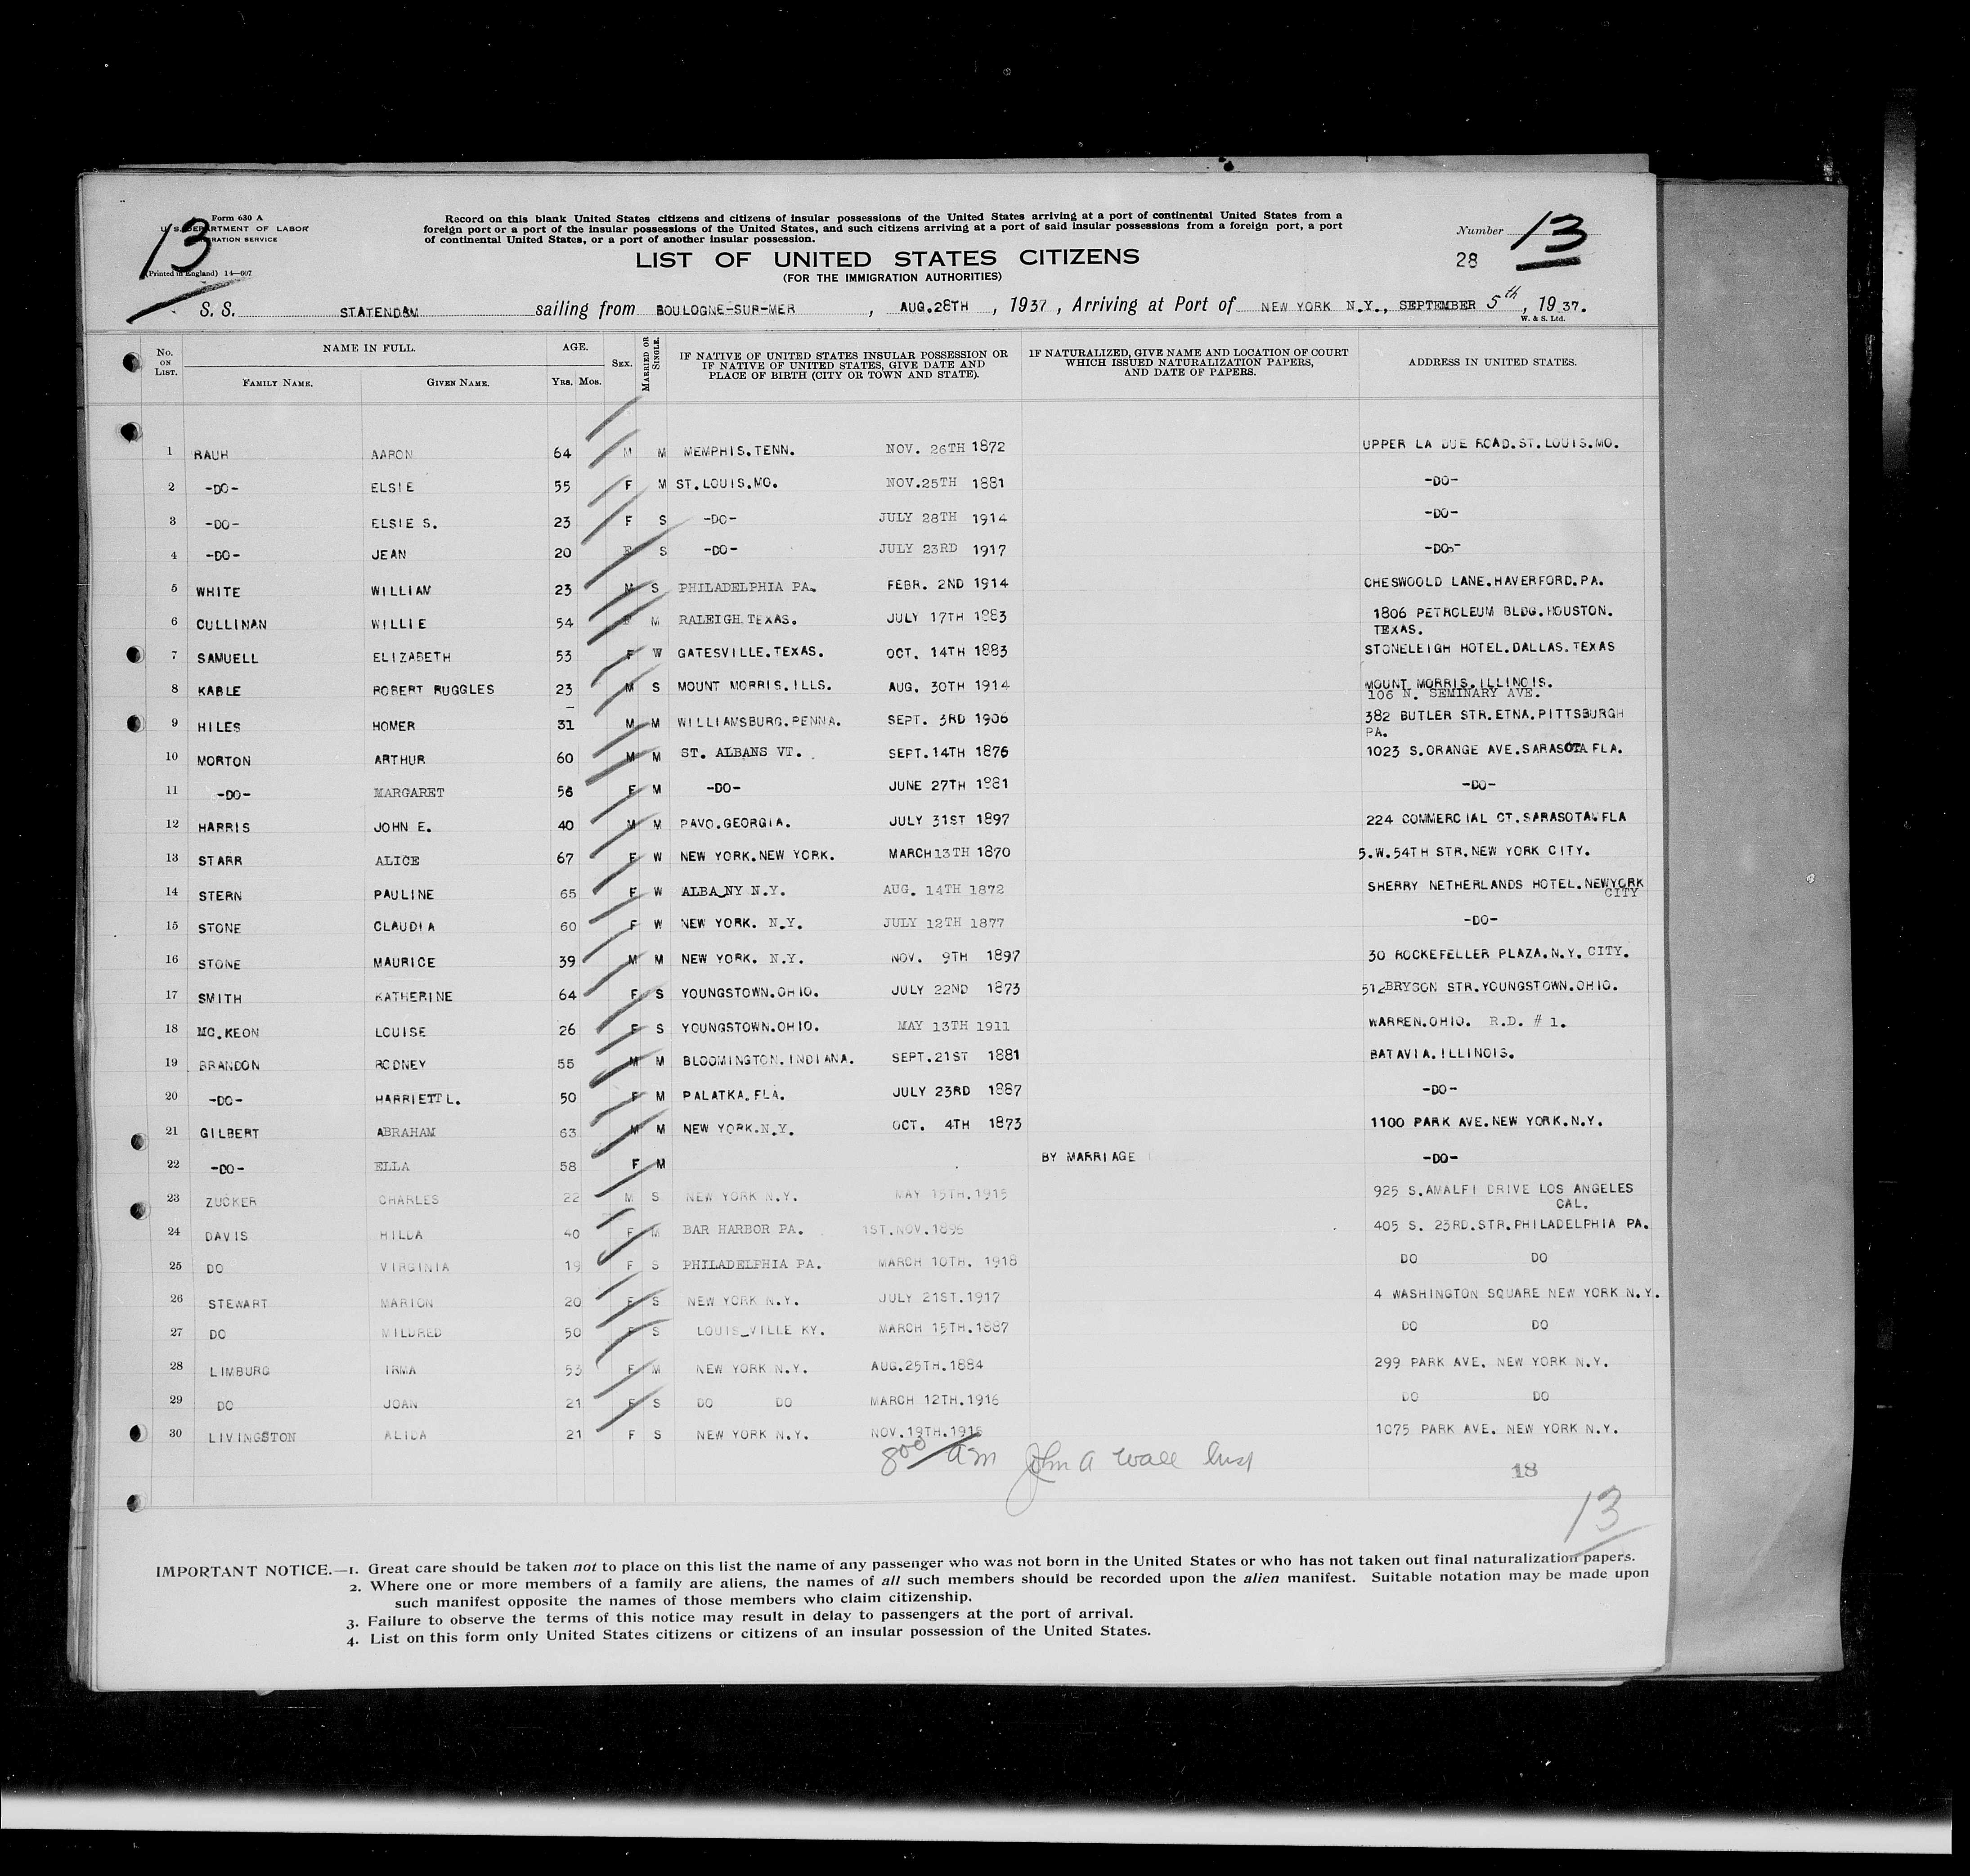 Form 630 A
U. S. DEPARTMENT OF LABOR
RATION SERVICE
(Printed in England) 14—607
13
Record on this blank United States citizens and citizens of insular possessions of the United States arriving at a port of continental United States from a
foreign port or a port of the insular possessions of the United States, and such citizens arriving at a port of said insular possessions from a foreign port, a port
of continental United States, or a port of another insular possession.
Number 13
28
LIST OF UNITED STATES CITIZENS
(FOR THE IMMIGRATION AUTHORITIES)
S. S. STATENDAM sailing from BOULOGNE-SUR-MER , AUG.28TH , 1937 , Arriving at Port of NEW YORK N.Y., SEPTEMBER 5th , 1937.
W. & S. Ltd.
No. ON LIST. NAME IN FULL. FAMILY NAME. GIVEN NAME. AGE. YRS. MOS. SEX. MARRIED OR SINGLE. IF NATIVE OF UNITED STATES INSULAR POSSESSION OR IF NATIVE OF UNITED STATES, GIVE DATE AND PLACE OF BIRTH (CITY OR TOWN AND STATE). IF NATURALIZED, GIVE NAME AND LOCATION OF COURT WHICH ISSUED NATURALIZATION PAPERS, AND DATE OF PAPERS. ADDRESS IN UNITED STATES.
1 RAUH AARON 64 M M MEMPHIS.TENN. NOV. 26TH 1872 UPPER LA DUE ROAD.ST.LOUIS.MO.
2 -DO- ELSIE 55 F M ST.LOUIS.MO. NOV.25TH 1881 -DO-
3 -DO- ELSIE S. 23 F S -DO- JULY 28TH 1914 -DO-
4 -DO- JEAN 20 F S -DO- JULY 23RD 1917 -DO-
5 WHITE WILLIAM 23 M S PHILADELPHIA PA. FEBR. 2ND 1914 CHESWOOLD LANE.HAVERFORD.PA.
6 CULLINAN WILLIE 54 F M RALEIGH.TEXAS. JULY 17TH 1883 1806 PETROLEUM BLDG.HOUSTON.
TEXAS.
7 SAMUELL ELIZABETH 53 F W GATESVILLE.TEXAS. OCT. 14TH 1883 STONELEIGH HOTEL.DALLAS.TEXAS
8 KABLE ROBERT RUGGLES 23 M S MOUNT MORRIS.ILLS. AUG. 30TH 1914 MOUNT MORRIS.ILLINOIS.
106 N. SEMINARY AVE.
9 HILES HOMER 31 M M WILLIAMSBURG.PENNA. SEPT. 3RD 1906 382 BUTLER STR.ETNA.PITTSBURGH
PA.
10 MORTON ARTHUR 60 M M ST. ALBANS VT. SEPT.14TH 1876 1023 S.ORANGE AVE.SARASOTA FLA.
11 -DO- MARGARET 56 F M -DO- JUNE 27TH 1881 -DO-
12 HARRIS JOHN E. 40 M M PAVO.GEORGIA. JULY 31ST 1897 224 COMMERCIAL CT.SARASOTA.FLA
13 STARR ALICE 67 F W NEW YORK.NEW YORK. MARCH 13TH 1870 5.W.54TH STR.NEW YORK CITY.
14 STERN PAULINE 65 F W ALBA_NY N.Y. AUG. 14TH 1872 SHERRY NETHERLANDS HOTEL.NEWYORK
CITY
15 STONE CLAUDIA 60 F W NEW YORK. N.Y. JULY 12TH 1877 -DO-
16 STONE MAURICE 39 M M NEW YORK. N.Y. NOV. 9TH 1897 30 ROCKEFELLER PLAZA.N.Y. CITY.
17 SMITH KATHERINE 64 F S YOUNGSTOWN.OHIO. JULY 22ND 1873 512BRYSON STR.YOUNGSTOWN.OHIO.
18 MC.KEON LOUISE 26 F S YOUNGSTOWN.OHIO. MAY 13TH 1911 WARREN.OHIO. R.D. # 1.
19 BRANDON RODNEY 55 M M BLOOMINGTON.INDIANA. SEPT.21ST 1881 BATAVIA.ILLINOIS.
20 -DO- HARRIETT L. 50 F M PALATKA.FLA. JULY 23RD 1887 -DO-
21 GILBERT ABRAHAM 63 M M NEW YORK.N.Y. OCT. 4TH 1873 1100 PARK AVE.NEW YORK.N.Y.
22 -DO- ELLA 58 F M BY MARRIAGE -DO-
23 ZUCKER CHARLES 22 M S NEW YORK N.Y. MAY 15TH.1915 925 S.AMALFI DRIVE LOS ANGELES
CAL.
24 DAVIS HILDA 40 F M BAR HARBOR PA. 1ST.NOV.1896 405 S. 23RD.STR.PHILADELPHIA PA.
25 DO VIRGINIA 19 F S PHILADELPHIA PA. MARCH 10TH. 1918 DO DO
26 STEWART MARION 20 F S NEW YORK N.Y. JULY 21ST.1917 4 WASHINGTON SQUARE NEW YORK N.Y.
27 DO MILDRED 50 F S LOUIS_VILLE KY. MARCH 15TH.1887 DO DO
28 LIMBURG IRMA 53 F M NEW YORK N.Y. AUG.25TH.1884 299 PARK AVE. NEW YORK N.Y.
29 DO JOAN 21 F S DO DO MARCH 12TH.1916 DO DO
30 LIVINGSTON ALIDA 21 F S NEW YORK N.Y. NOV.19TH.1915 1075 PARK AVE. NEW YORK N.Y.
8 00 am John A Wall Insp
18
13
IMPORTANT NOTICE.—1. Great care should be taken not to place on this list the name of any passenger who was not born in the United States or who has not taken out final naturalization papers.
2. Where one or more members of a family are aliens, the names of all such members should be recorded upon the alien manifest. Suitable notation may be made upon
such manifest opposite the names of those members who claim citizenship.
3. Failure to observe the terms of this notice may result in delay to passengers at the port of arrival.
4. List on this form only United States citizens or citizens of an insular possession of the United States.